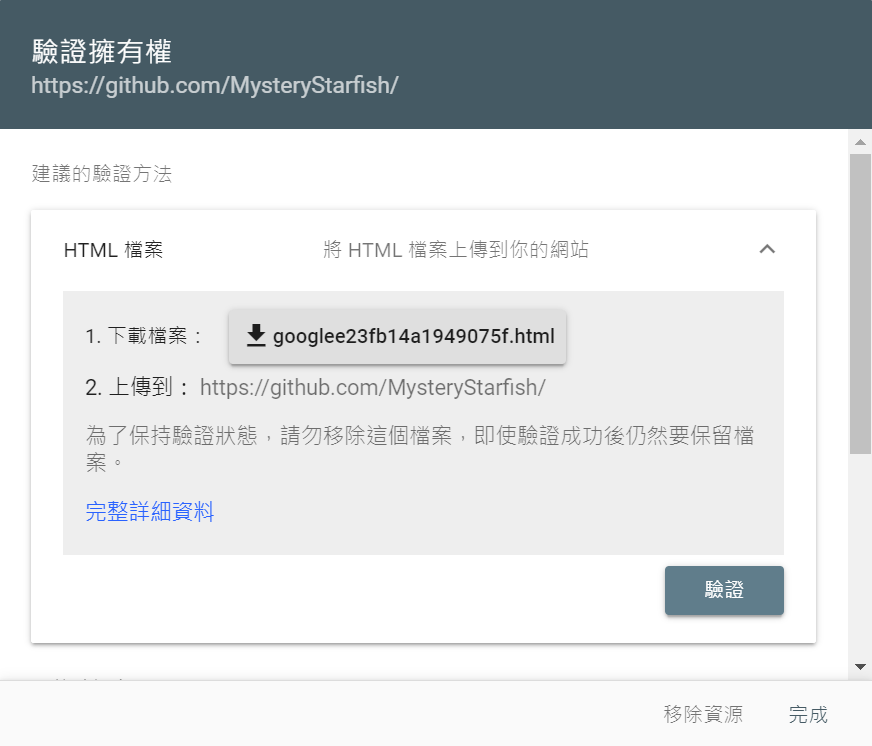 驗證擁有權
https://github.com/MysteryStarfish/
建議的驗證方法
HTML 檔案 將 HTML 檔案上傳到你的網站
1. 下載檔案： googlee23fb14a1949075f.html
2. 上傳到： https://github.com/MysteryStarfish/
為了保持驗證狀態，請勿移除這個檔案，即使驗證成功後仍然要保留檔
案。
完整詳細資料
驗證
移除資源 完成